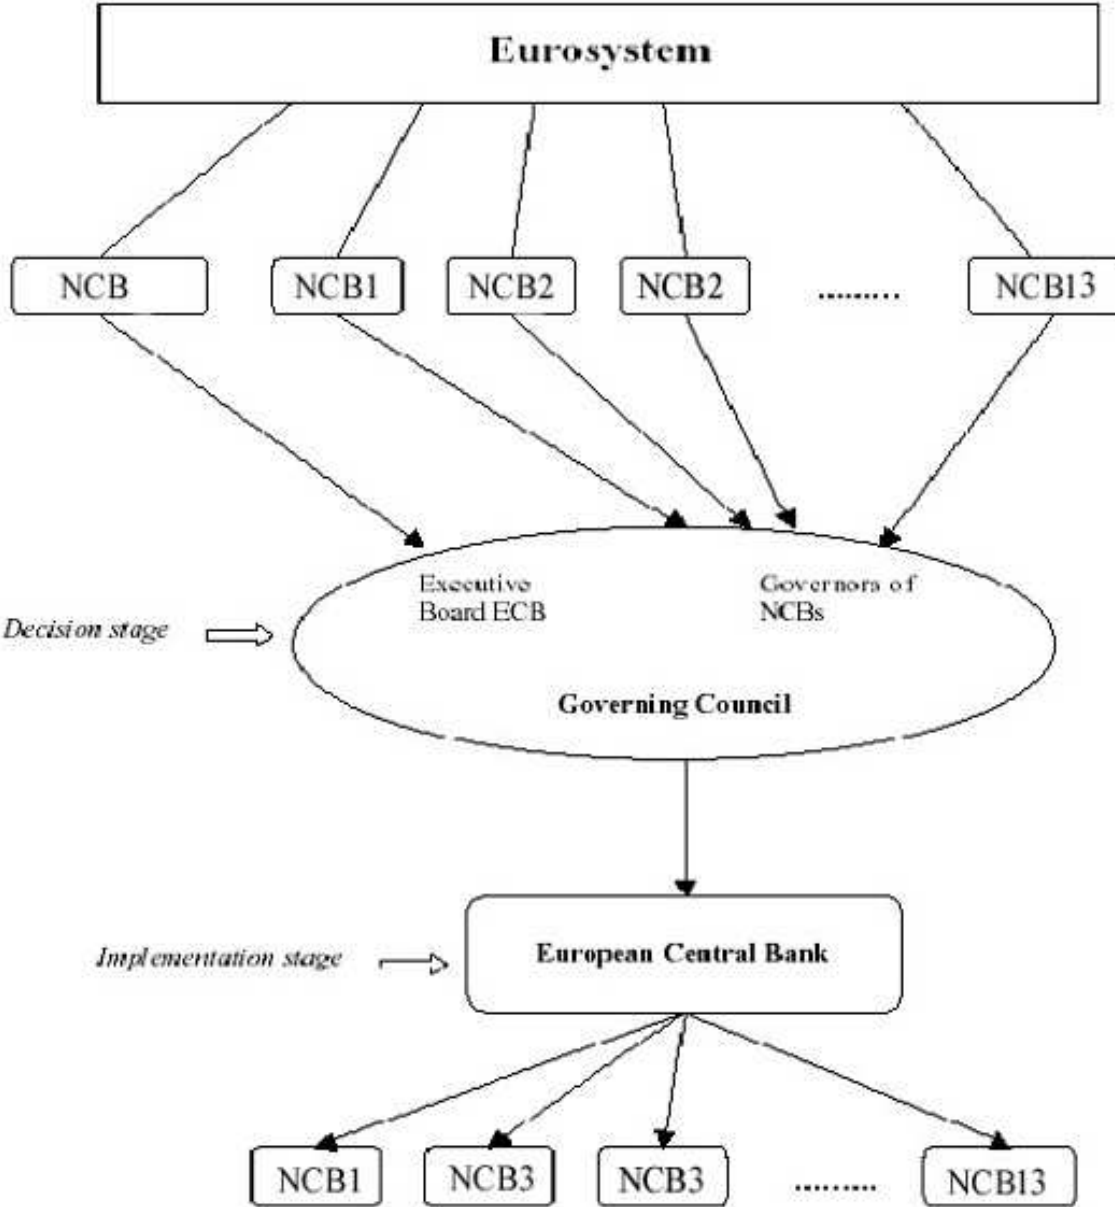 Eurosystem
NCB
NCB1
NCB2
NCB2
.........
NCB13
Executive
Board ECB
Governors of
NCBs
Decision stage
Governing Council
Implementation stage
European Central Bank
NCB1
NCB3
NCB3
.........
NCB13